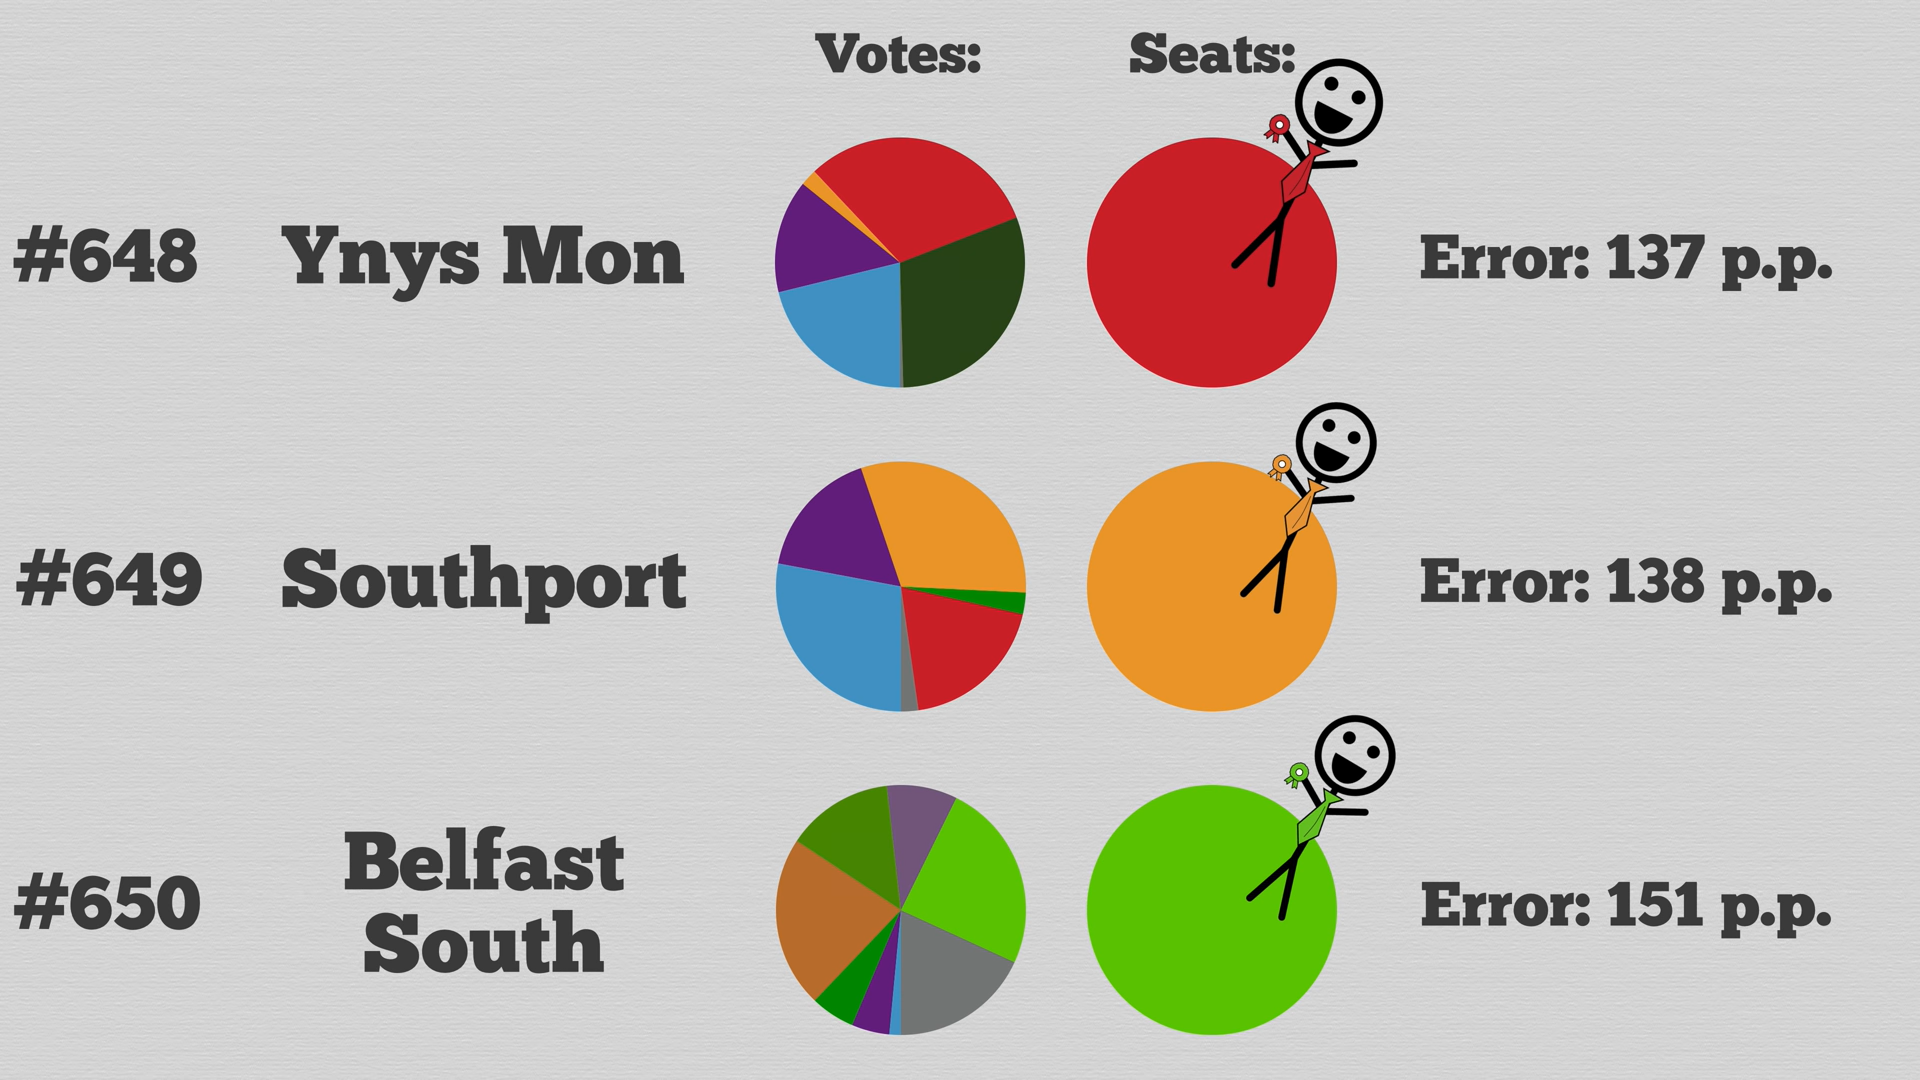 Votes:
Seats:
#648
Ynys Mon
Error: 137 p.p.
#649
Southport
Error: 138 p.p.
#650
Belfast
South
Error: 151 p.p.